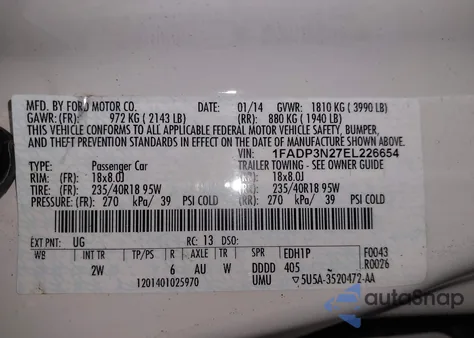 MFD. BY FORD MOTOR CO. DATE: 01/14 GVWR: 1810 KG ( 3990 LB)
GAWR: (FR): 972 KG ( 2143 LB) (RR): 880 KG ( 1940 LB)
THIS VEHICLE CONFORMS TO ALL APPLICABLE FEDERAL MOTOR VEHICLE SAFETY, BUMPER,
AND THEFT PREVENTION STANDARDS IN EFFECT ON THE DATE OF MANUFACTURE SHOWN ABOVE.
VIN: 1FADP3N27EL226654
TYPE: Passenger Car TRAILER TOWING - SEE OWNER GUIDE
RIM: (FR) 18x8.0J (RR): 18x8.0J
TIRE: (FR) 235/40R18 95W 235/40R18 95W
PRESSURE: (FR) 270 kPa/ 39 PSI COLD (RR) 270 kPa/ 39 PSI COLD
EXT PNT: UG RC: 13 DSO:
WB INT TR TP/PS R AXLE TR SPR EDH1P F0043
2W 6 AU W DDDD 405 R0026
1201401025970 UMU ▽5U5A-3520472-AA
autoSnap